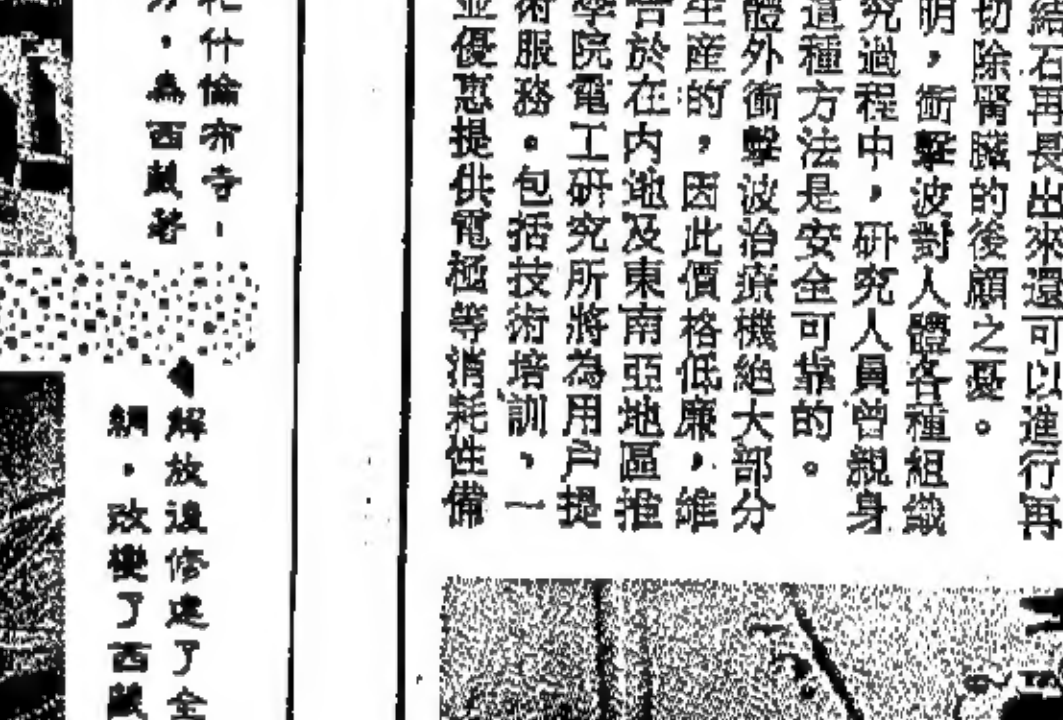 結石再長出來還可以進行再
切除腎臟的後顧之憂。
明，衝擊波對人體各種組織
究過程中，研究人員曾親身
這種方法是安全可靠的。
體外衝擊波治療機絕大部分
生産的，因此價格低廉，維
於在内地及東南亞地區推
學院電工研究所將為用户提
術服務。包括技術培訓，一
並優惠提供電極等消耗性備
札什倫布寺，
為西藏著
解放後修建了全
網，改變了西藏